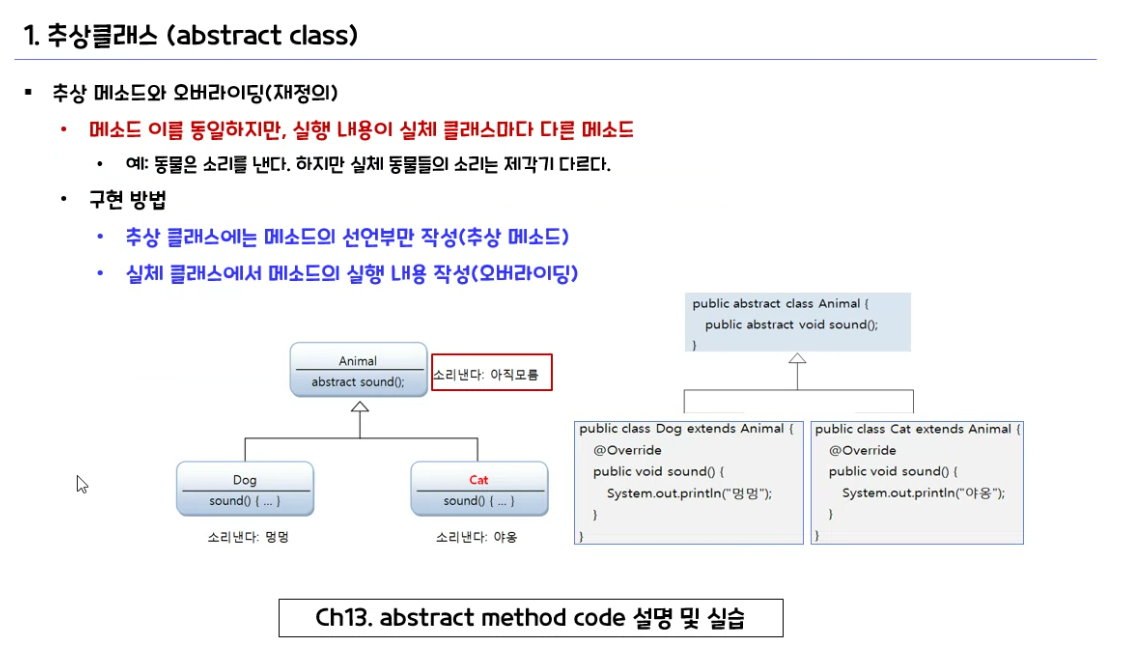 1. 추상클래스 (abstract class)
▪ 추상 메소드와 오버라이딩(재정의)
• 메소드 이름 동일하지만, 실행 내용이 실체 클래스마다 다른 메소드
• 예: 동물은 소리를 낸다. 하지만 실체 동물들의 소리는 제각기 다르다.
• 구현 방법
• 추상 클래스에는 메소드의 선언부만 작성(추상 메소드)
• 실체 클래스에서 메소드의 실행 내용 작성(오버라이딩)
Animal
abstract sound();
소리낸다: 아직모름
Dog
sound() { ... }
소리낸다: 멍멍
Cat
sound() { ... }
소리낸다: 야옹
public abstract class Animal {
public abstract void sound();
}
public class Dog extends Animal {
@Override
public void sound() {
System.out.println("멍멍");
}
}
public class Cat extends Animal {
@Override
public void sound() {
System.out.println("야옹");
}
}
Ch13. abstract method code 설명 및 실습